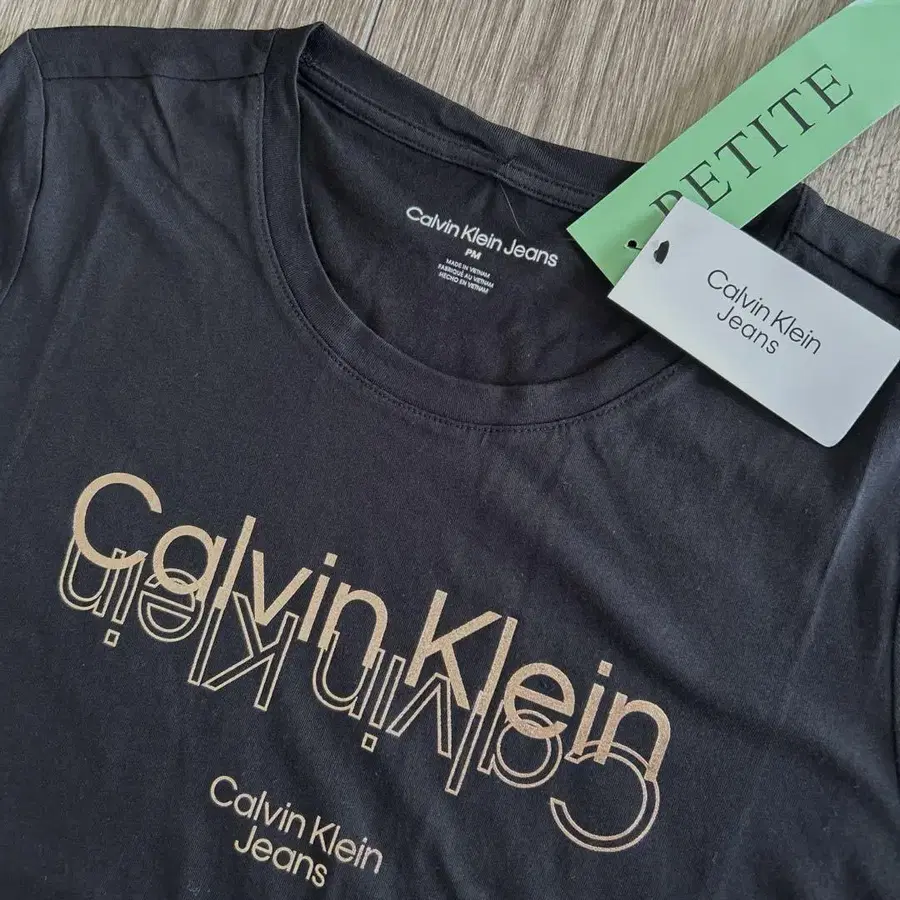 PETITE
Calvin Klein
Jeans
Calvin Klein Jeans
PM
MADE IN VIETNAM
FABRIQUÉ AU VIETNAM
HECHO EN VIETNAM
Calvin Klein
Calvin Klein
Calvin Klein
Jeans